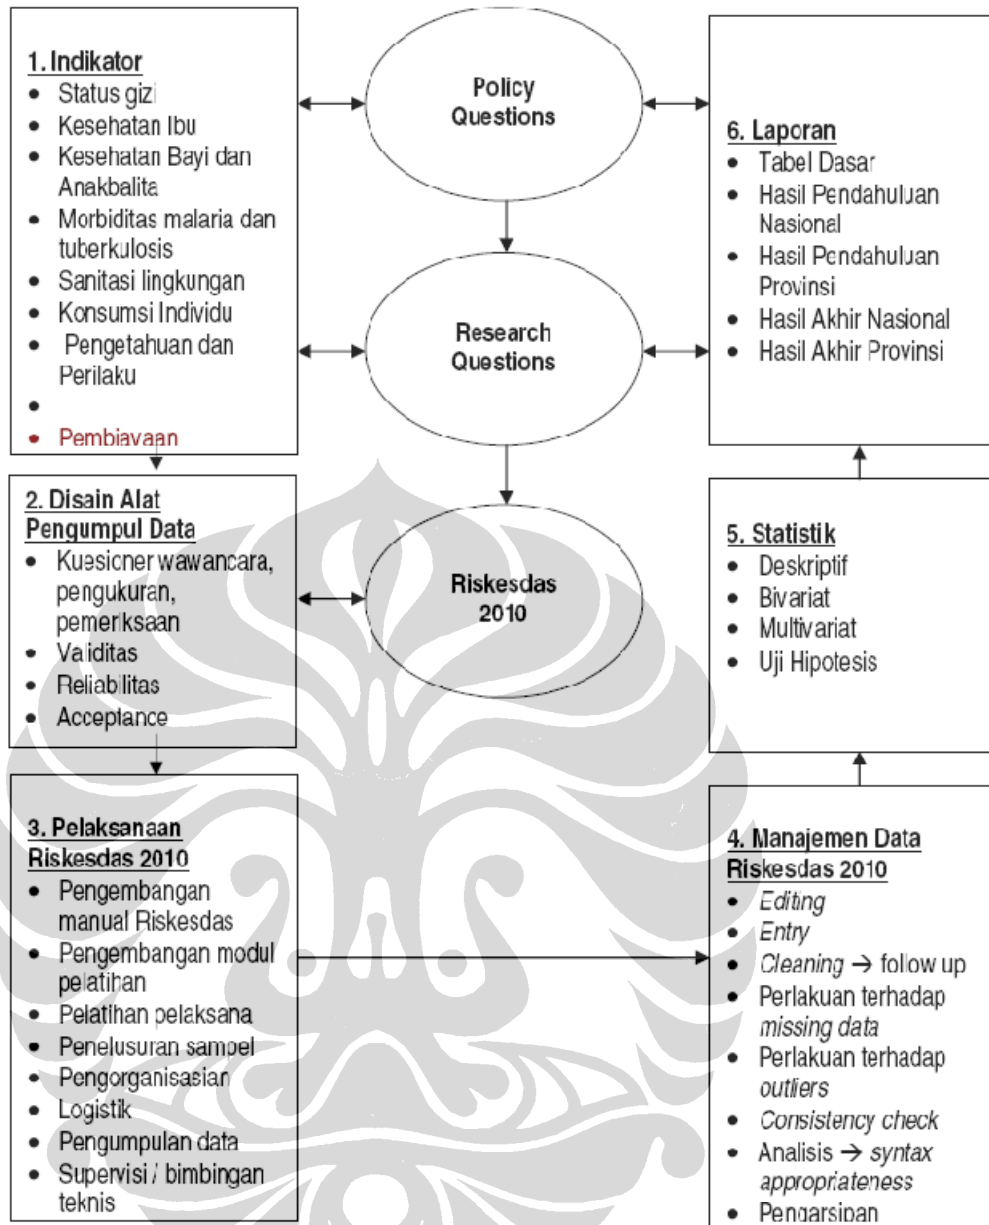 1. Indikator
• Status gizi
• Kesehatan Ibu
• Kesehatan Bayi dan
Anakbalita
• Morbiditas malaria dan
tuberkulosis
• Sanitasi lingkungan
• Konsumsi Individu
• Pengetahuan dan
Perilaku
•
• Pembiayaan
2. Disain Alat
Pengumpul Data
• Kuesioner wawancara,
pengukuran,
pemeriksaan
• Validitas
• Reliabilitas
• Acceptance
3. Pelaksanaan
Riskesdas 2010
• Pengembangan
manual Riskesdas
• Pengembangan modul
pelatihan
• Pelatihan pelaksana
• Penelusuran sampel
• Pengorganisasian
• Logistik
• Pengumpulan data
• Supervisi / bimbingan
teknis
Policy
Questions
Research
Questions
Riskesdas
2010
6. Laporan
• Tabel Dasar
• Hasil Pendahuluan
Nasional
• Hasil Pendahuluan
Provinsi
• Hasil Akhir Nasional
• Hasil Akhir Provinsi
5. Statistik
• Deskriptif
• Bivariat
• Multivariat
• Uji Hipotesis
4. Manajemen Data
Riskesdas 2010
• Editing
• Entry
• Cleaning → follow up
• Perlakuan terhadap
missing data
• Perlakuan terhadap
outliers
• Consistency check
• Analisis → syntax
appropriateness
• Pengarsipan